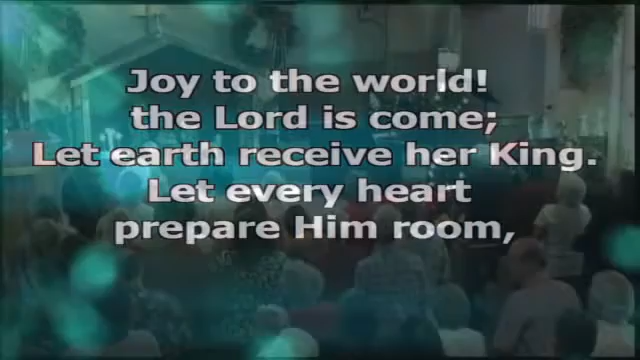 Joy to the world!
the Lord is come;
Let earth receive her King.
Let every heart
prepare Him room,